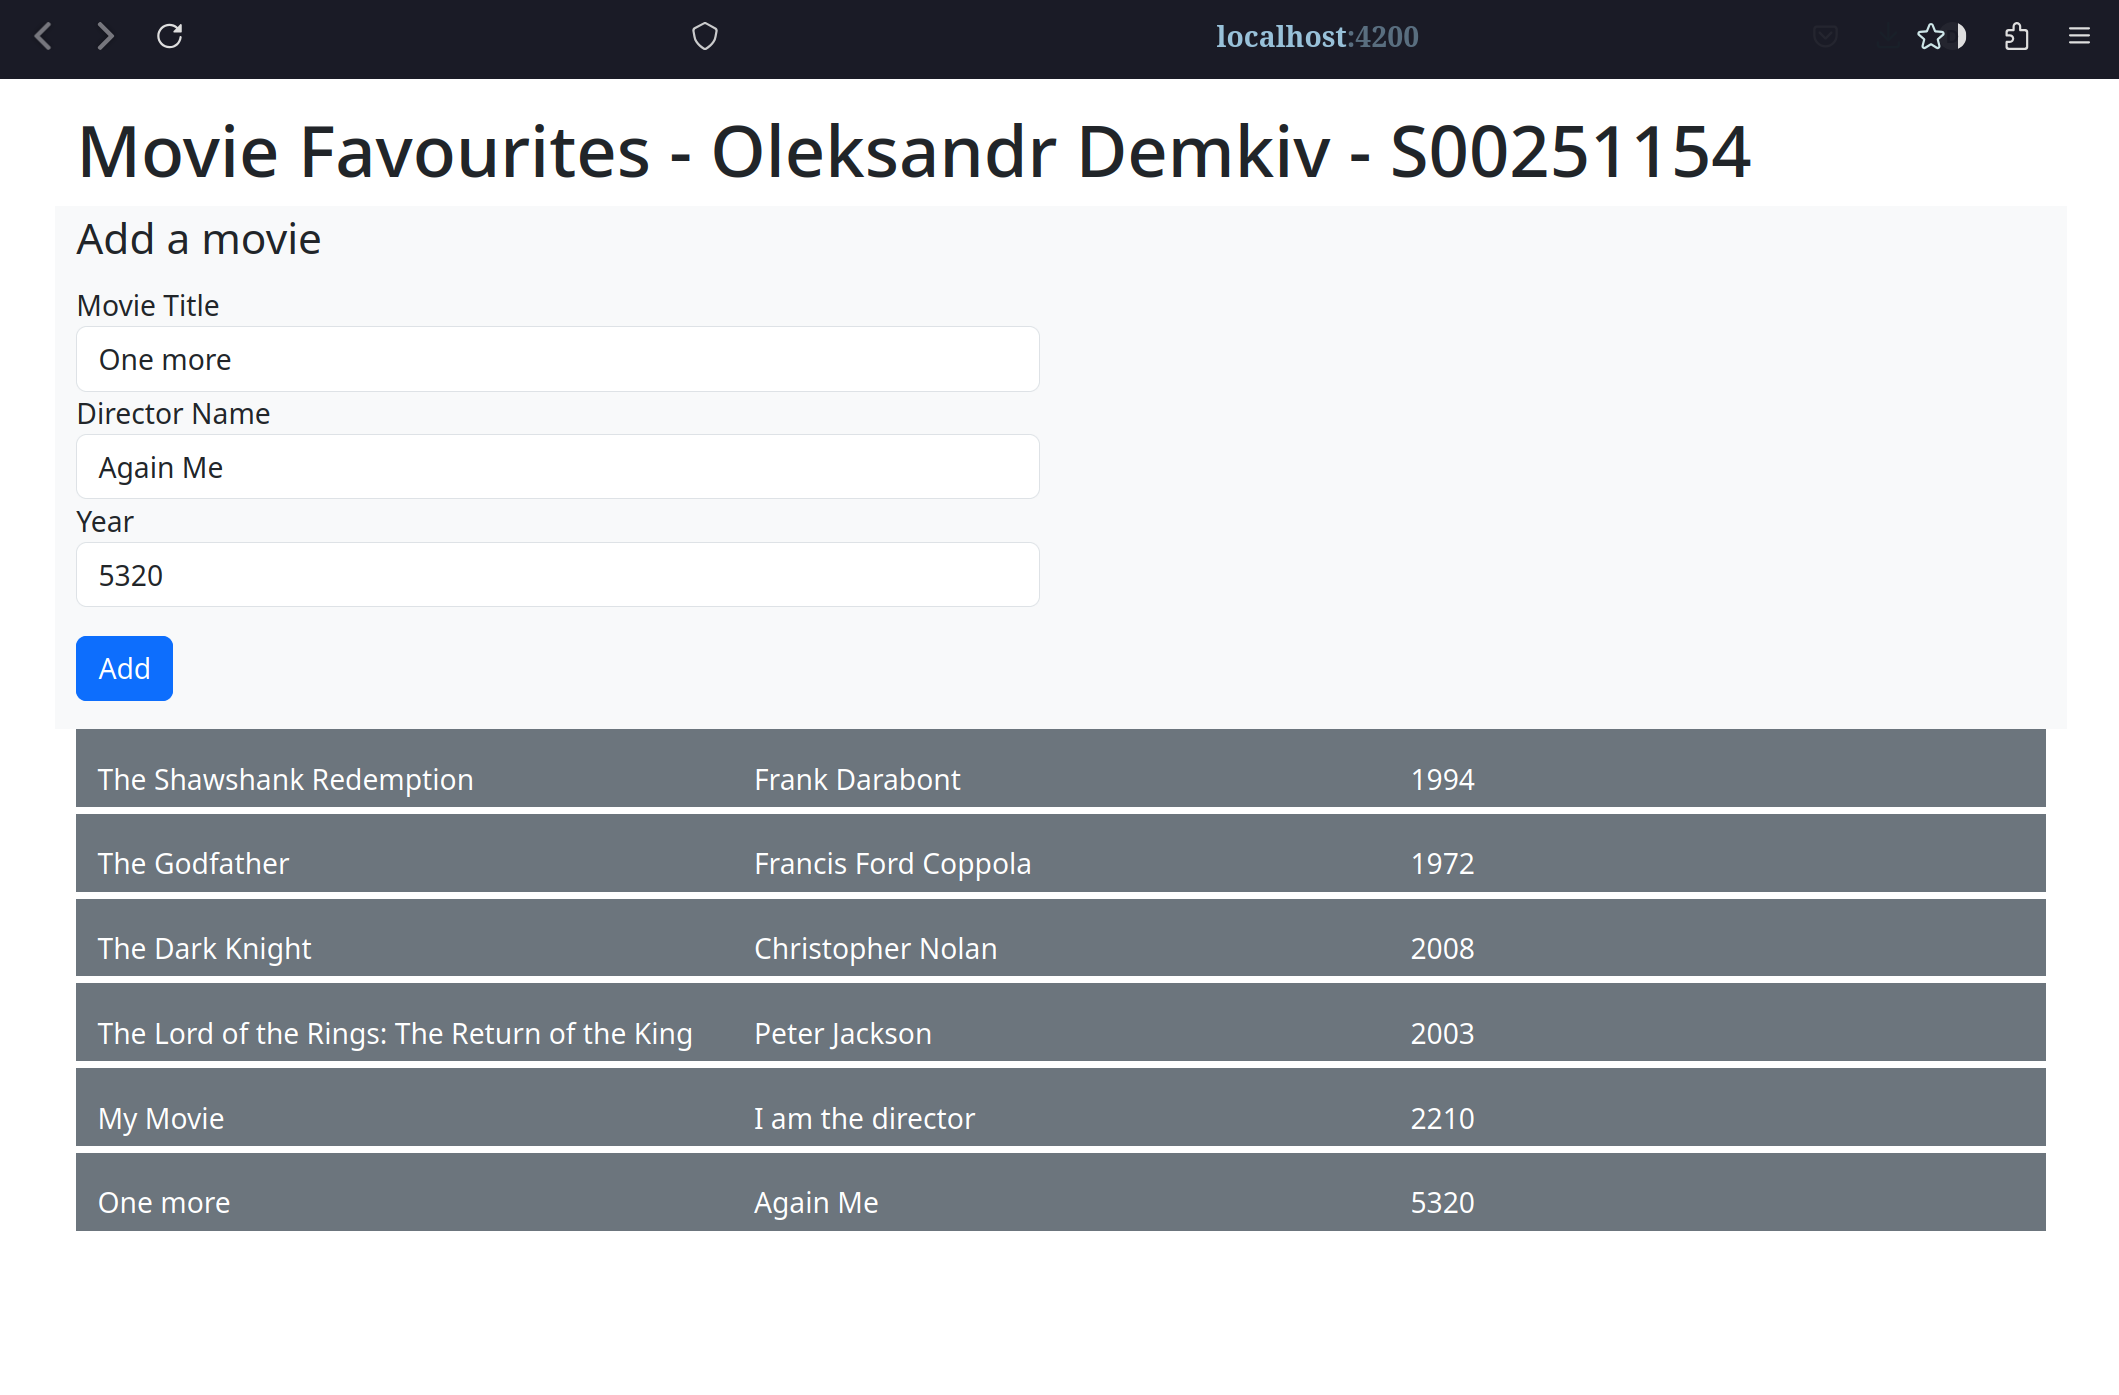 localhost:4200
Movie Favourites - Oleksandr Demkiv - S00251154
Add a movie
Movie Title
One more
Director Name
Again Me
Year
5320
Add
The Shawshank Redemption Frank Darabont 1994
The Godfather Francis Ford Coppola 1972
The Dark Knight Christopher Nolan 2008
The Lord of the Rings: The Return of the King Peter Jackson 2003
My Movie I am the director 2210
One more Again Me 5320